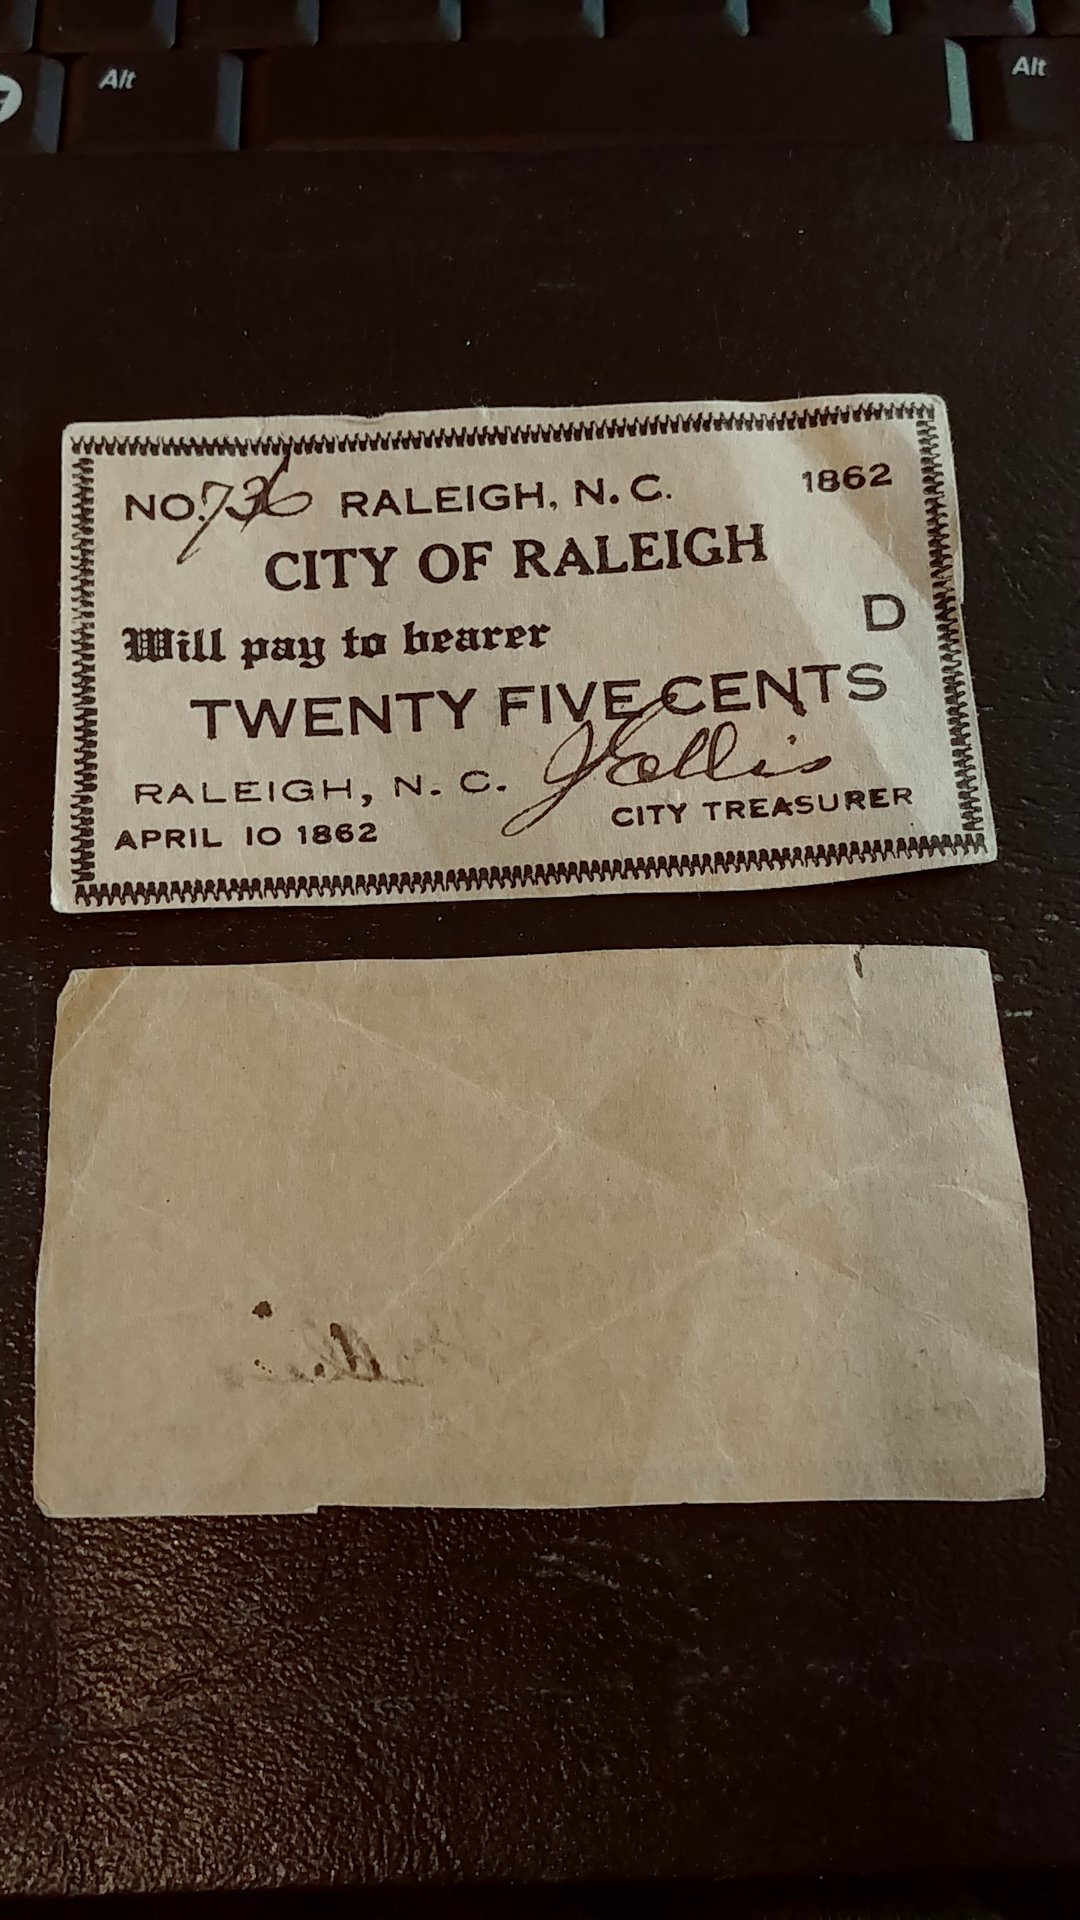 Alt Alt
NO. 736 RALEIGH, N. C. 1862
CITY OF RALEIGH
Will pay to bearer D
TWENTY FIVE CENTS
RALEIGH, N. C.
CITY TREASURER
APRIL 10 1862